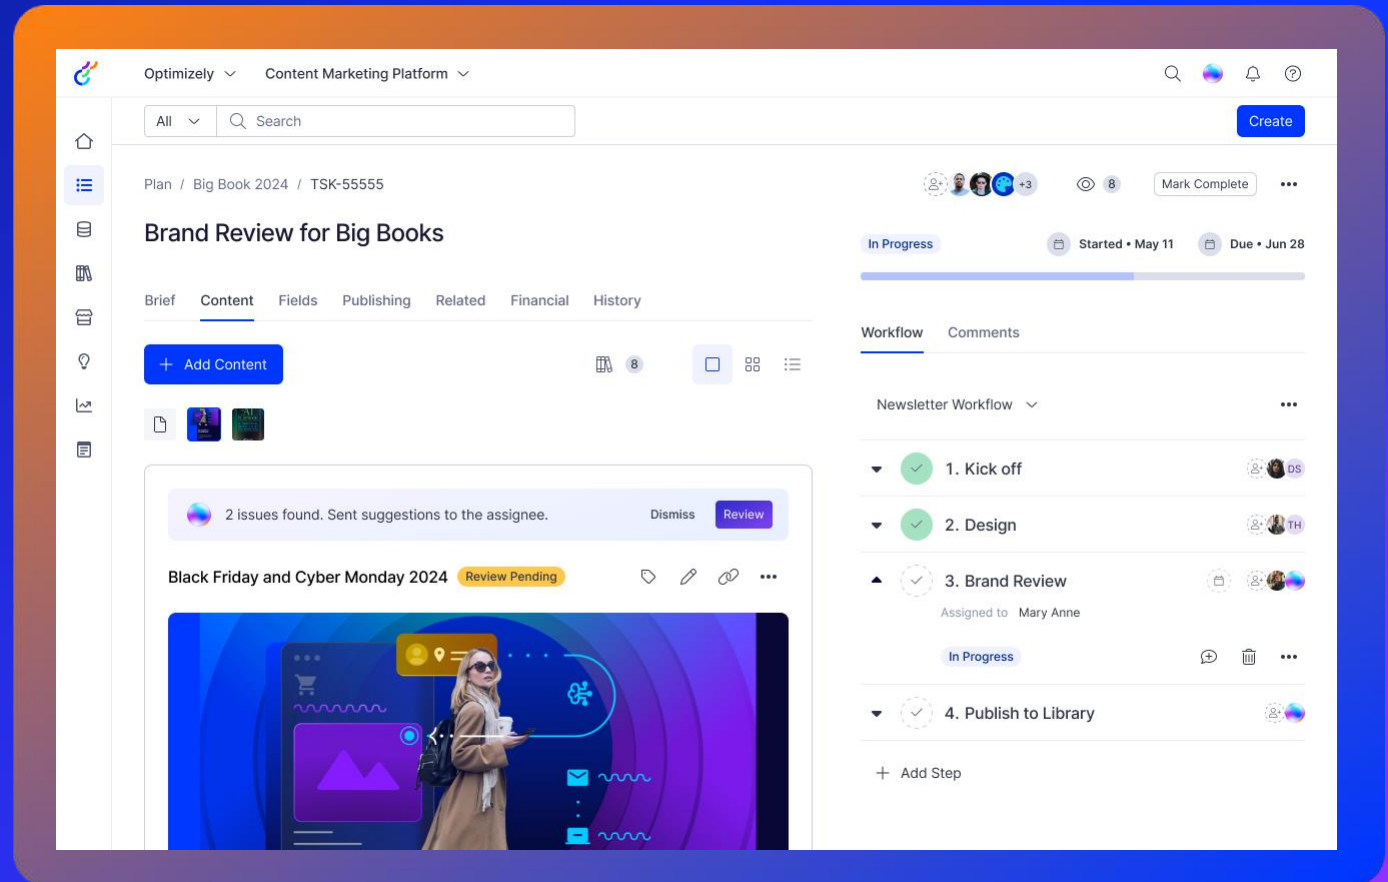 Optimizely
Content Marketing Platform
All
Search
Create
Plan / Big Book 2024 / TSK-55555
+3
8
Mark Complete
Brand Review for Big Books
In Progress
Started • May 11
Due • Jun 28
Brief
Content
Fields
Publishing
Related
Financial
History
Workflow
Comments
+ Add Content
8
Newsletter Workflow
1. Kick off
DS
2. Design
TH
3. Brand Review
Assigned to Mary Anne
In Progress
4. Publish to Library
+ Add Step
2 issues found. Sent suggestions to the assignee.
Dismiss
Review
Black Friday and Cyber Monday 2024
Review Pending